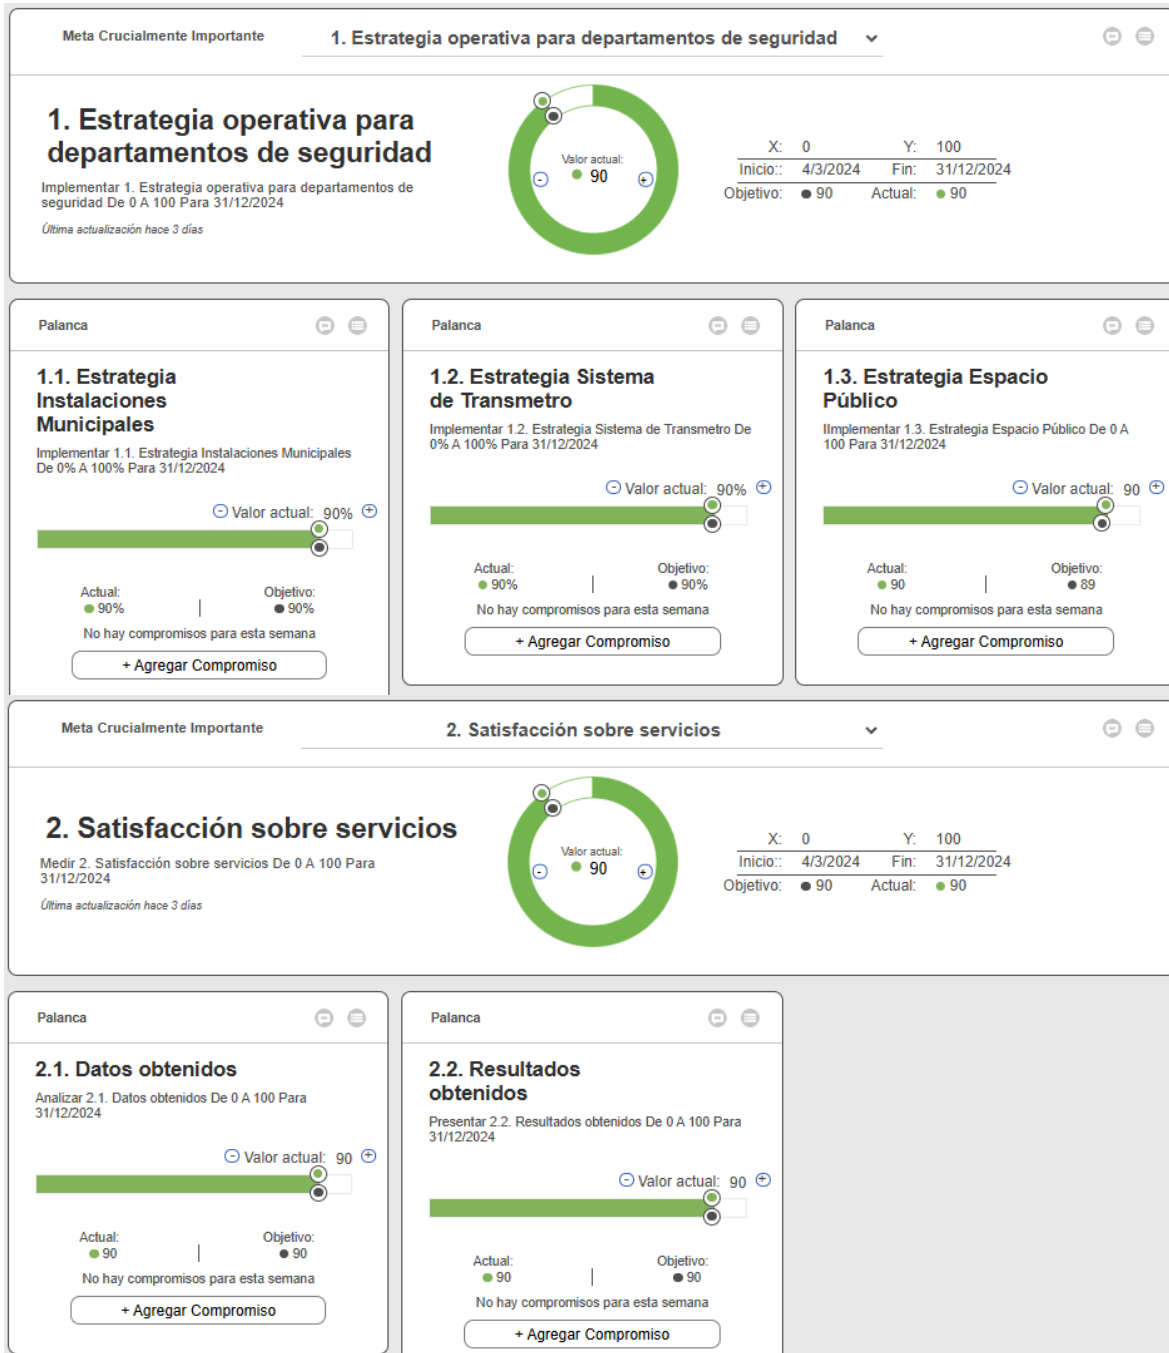 Meta Crucialmente Importante
1. Estrategia operativa para departamentos de seguridad
1. Estrategia operativa para
departamentos de seguridad
Implementar 1. Estrategia operativa para departamentos de
seguridad De 0 A 100 Para 31/12/2024
Última actualización hace 3 días
Valor actual:
90
X: 0 Y: 100
Inicio:: 4/3/2024 Fin: 31/12/2024
Objetivo: 90 Actual: 90
Palanca
1.1. Estrategia
Instalaciones
Municipales
Implementar 1.1. Estrategia Instalaciones Municipales
De 0% A 100% Para 31/12/2024
Valor actual: 90%
Actual: Objetivo:
90% 90%
No hay compromisos para esta semana
+ Agregar Compromiso
Palanca
1.2. Estrategia Sistema
de Transmetro
Implementar 1.2. Estrategia Sistema de Transmetro De
0% A 100% Para 31/12/2024
Valor actual: 90%
Actual: Objetivo:
90% 90%
No hay compromisos para esta semana
+ Agregar Compromiso
Palanca
1.3. Estrategia Espacio
Público
IImplementar 1.3. Estrategia Espacio Público De 0 A
100 Para 31/12/2024
Valor actual: 90
Actual: Objetivo:
90 89
No hay compromisos para esta semana
+ Agregar Compromiso
Meta Crucialmente Importante
2. Satisfacción sobre servicios
2. Satisfacción sobre servicios
Medir 2. Satisfacción sobre servicios De 0 A 100 Para
31/12/2024
Última actualización hace 3 días
Valor actual:
90
X: 0 Y: 100
Inicio:: 4/3/2024 Fin: 31/12/2024
Objetivo: 90 Actual: 90
Palanca
2.1. Datos obtenidos
Analizar 2.1. Datos obtenidos De 0 A 100 Para
31/12/2024
Valor actual: 90
Actual: Objetivo:
90 90
No hay compromisos para esta semana
+ Agregar Compromiso
Palanca
2.2. Resultados
obtenidos
Presentar 2.2. Resultados obtenidos De 0 A 100 Para
31/12/2024
Valor actual: 90
Actual: Objetivo:
90 90
No hay compromisos para esta semana
+ Agregar Compromiso